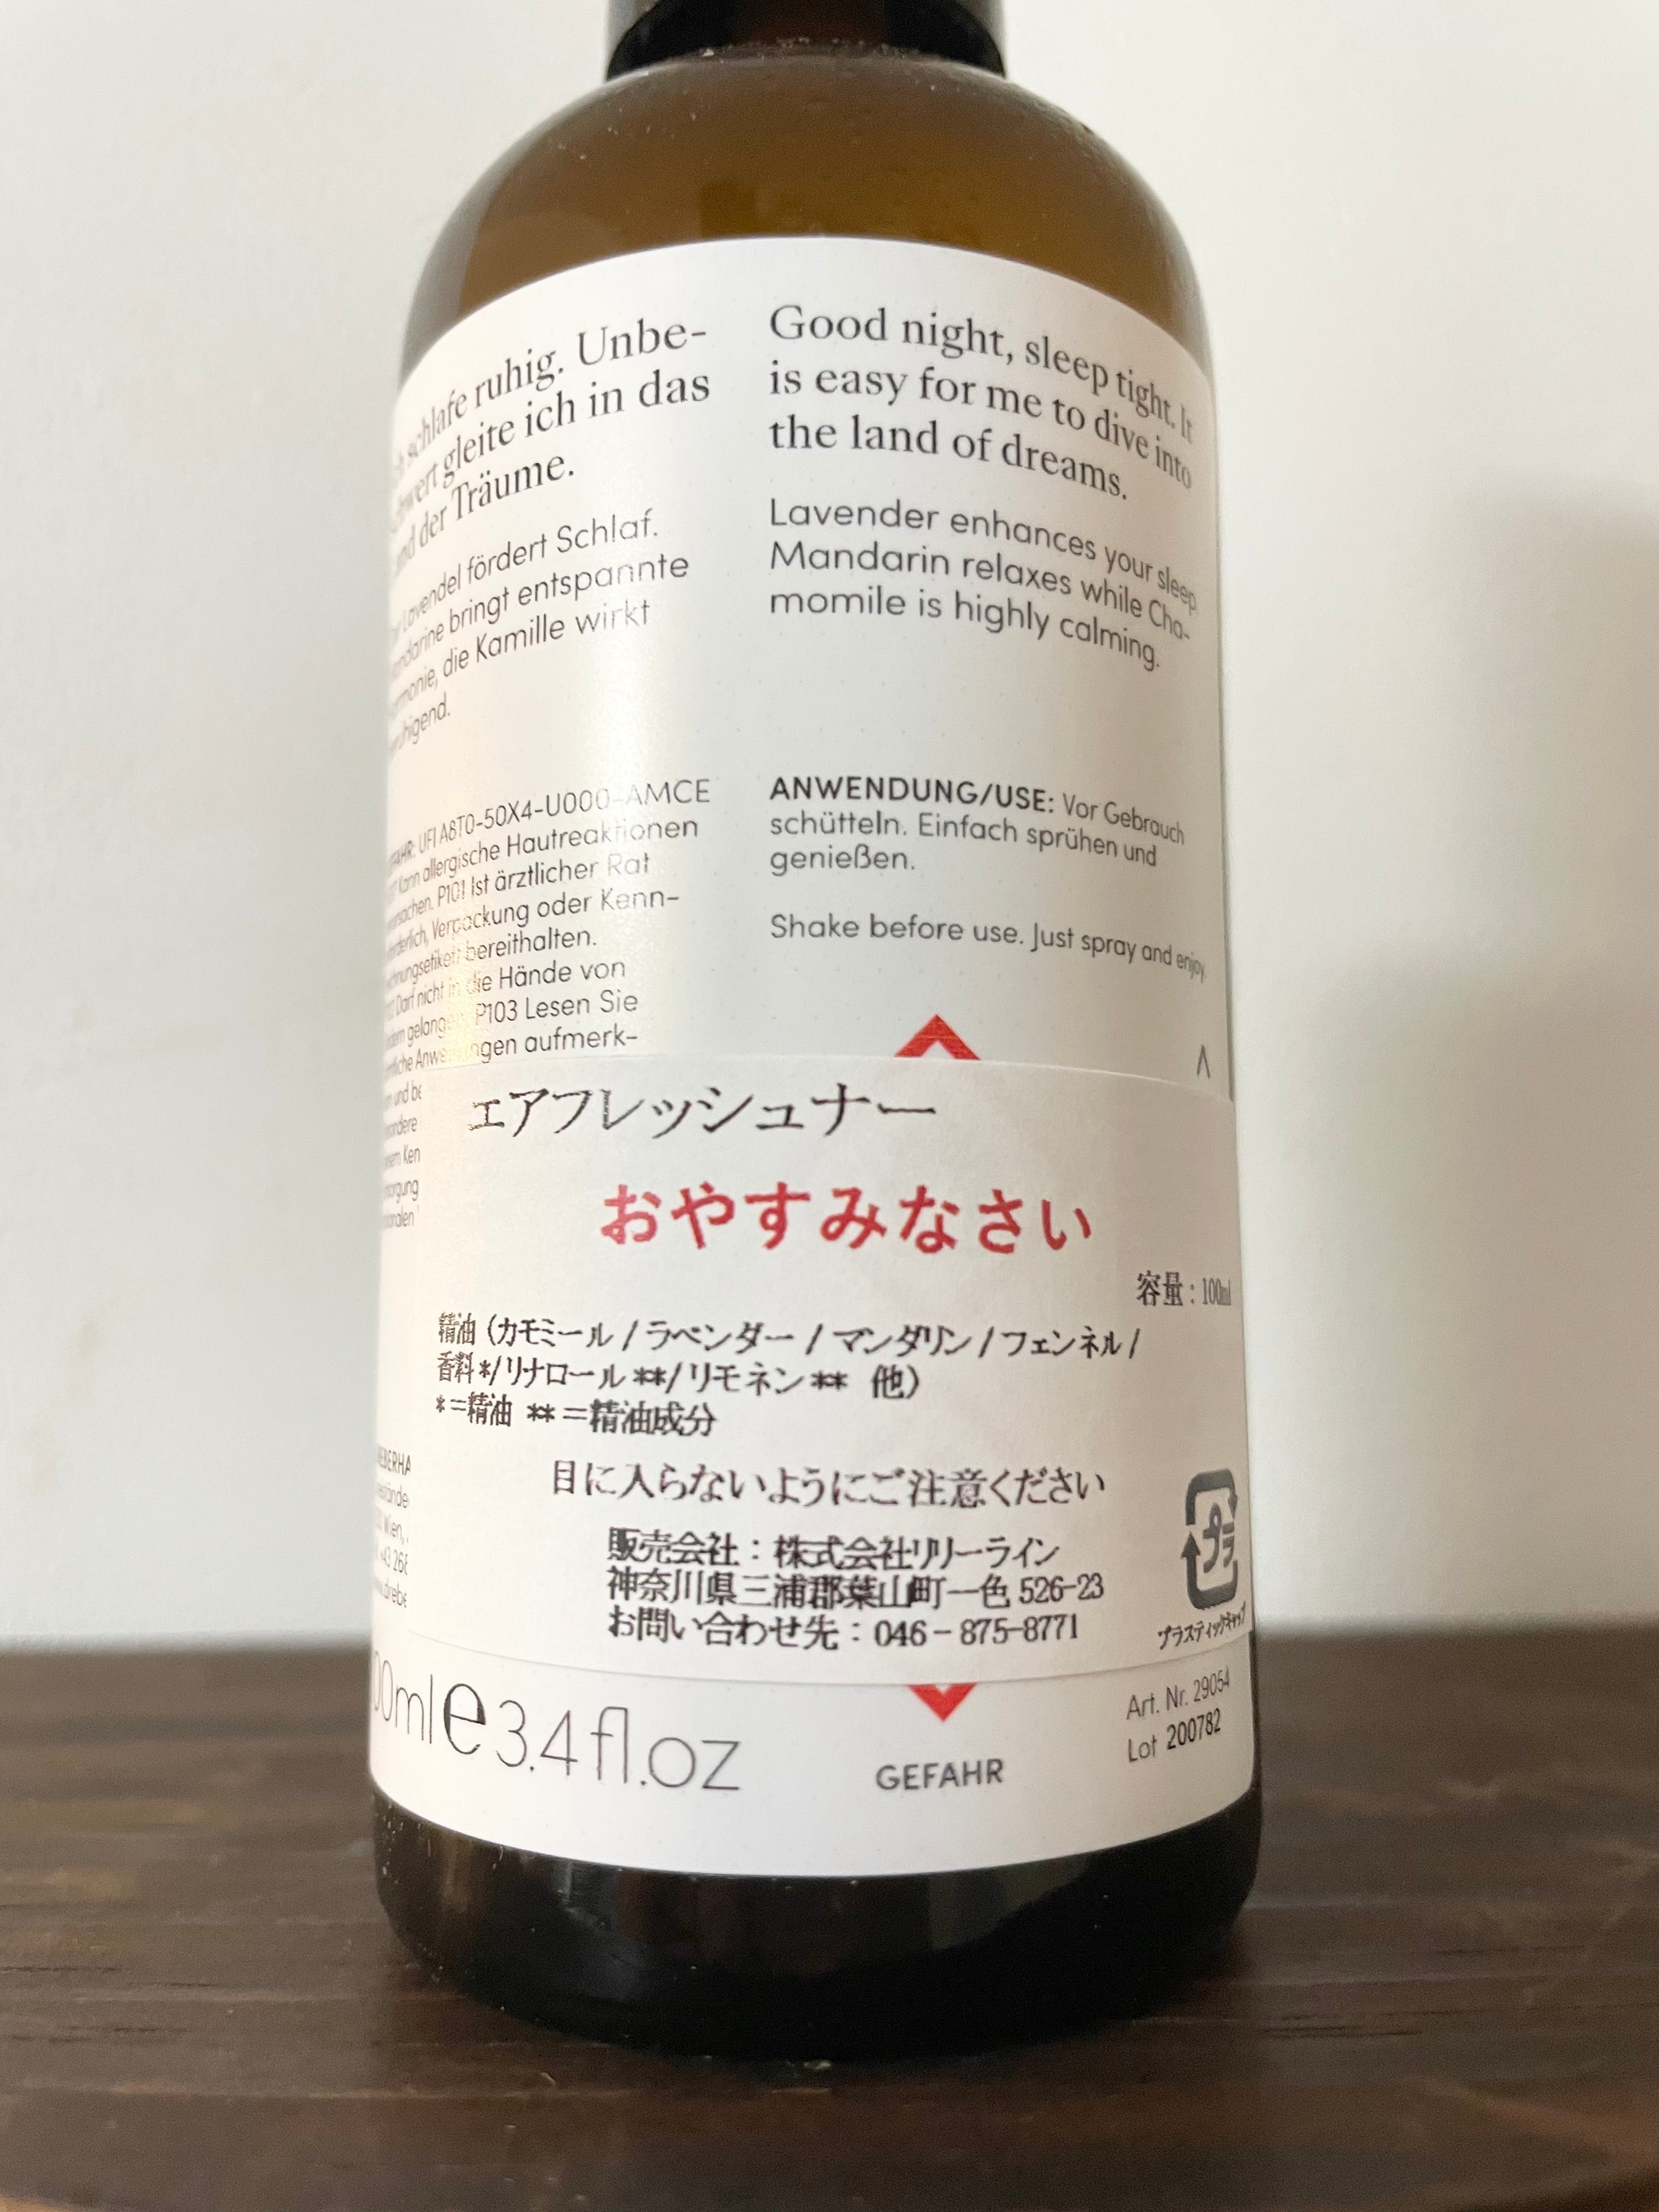 schlafe ruhig. Unbe-
gleite ich in das
der Träume.
Lavendel fördert Schlaf.
bringt entspannte
die Kamille wirkt
UFI A8T0-50X4-U000-AMCE
Kann allergische Hautreaktionen
P101 Ist ärztlicher Rat
Verpackung oder Kenn-
bereithalten.
Darf nicht in die Hände von
P103 Lesen Sie
aufmerk-
Good night, sleep tight. It
is easy for me to dive into
the land of dreams.
Lavender enhances your sleep.
Mandarin relaxes while Cha-
momile is highly calming.
ANWENDUNG/USE: Vor Gebrauch
schütteln. Einfach sprühen und
genießen.
Shake before use. Just spray and enjoy.
エアフレッシュナー
おやすみなさい
容量：100ml
精油（カモミール / ラベンダー / マンダリン / フェンネル /
香料*/リナロール**/リモネン** 他）
*＝精油 **＝精油成分
目に入らないようにご注意ください
販売会社：株式会社リリーライン
神奈川県三浦郡葉山町一色 526-23
お問い合わせ先：046－875-8771
プラ
プラスティックキャップ
ml e 3.4 fl.oz
GEFAHR
Art. Nr. 29054
Lot 200782